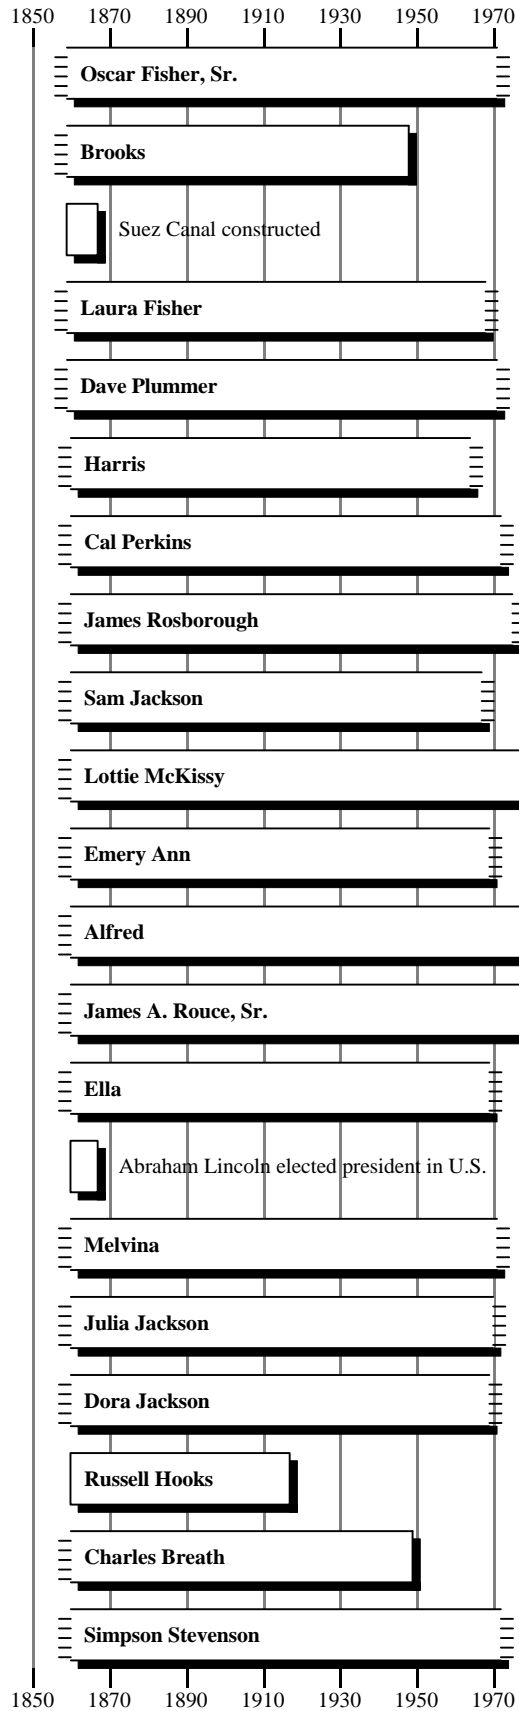 1850 1870 1890 1910 1930 1950 1970
Oscar Fisher, Sr.
Brooks
Suez Canal constructed
Laura Fisher
Dave Plummer
Harris
Cal Perkins
James Rosborough
Sam Jackson
Lottie McKissy
Emery Ann
Alfred
James A. Rouce, Sr.
Ella
Abraham Lincoln elected president in U.S.
Melvina
Julia Jackson
Dora Jackson
Russell Hooks
Charles Breath
Simpson Stevenson
1850 1870 1890 1910 1930 1950 1970